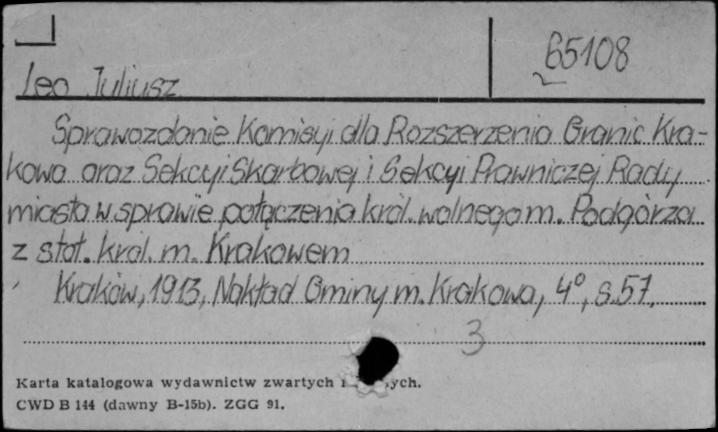 65108
Leo Juliusz
Sprawozdanie Komisyi dla Rozszerzenia Granic Kra-
kowa oraz Sekcyi Skarbowej i Sekcyi Prawniczej Rady
miasta w sprawie połączenia król. wolnego m. Podgórza
z stoł. król. m. Krakowem
Kraków, 1913, Nakład Gminy m. Krakowa, 4°, s. 57.
3
Karta katalogowa wydawnictw zwartych
CWD B 144 (dawny B-15b). ZGG 91.